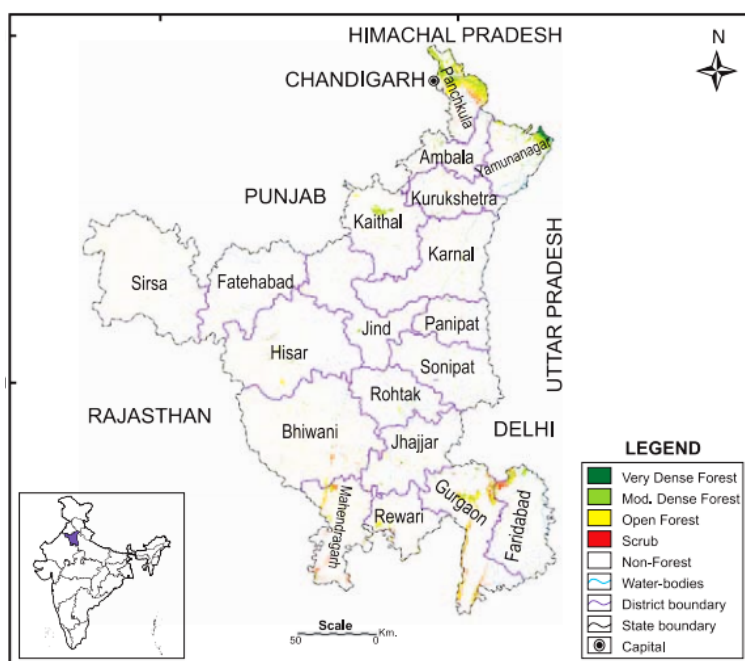 HIMACHAL PRADESH
N
CHANDIGARH
Panchkula
Ambala
Yamunanagar
PUNJAB
Kurukshetra
Kaithal
Karnal
UTTAR PRADESH
Sirsa
Fatehabad
Jind
Panipat
Hisar
Sonipat
Rohtak
RAJASTHAN
Bhiwani
DELHI
Jhajjar
Mahendragarh
Rewari
Gurgaon
Faridabad
LEGEND
Very Dense Forest
Mod. Dense Forest
Open Forest
Scrub
Non-Forest
Water-bodies
District boundary
State boundary
Capital
Scale
50 0 Km.